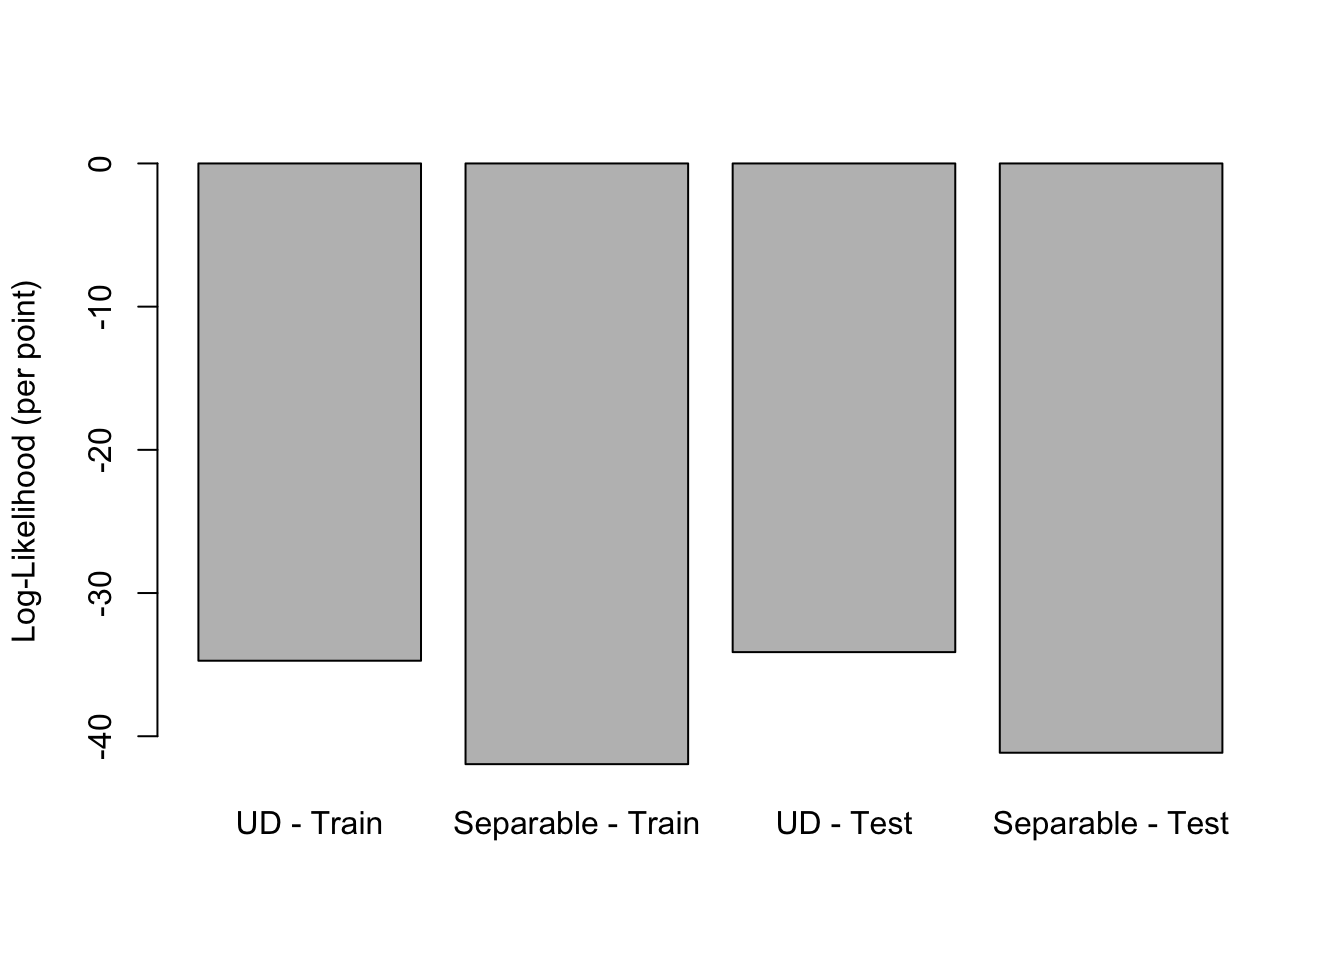 Log-Likelihood (per point)
0
-10
-20
-30
-40
UD - Train
Separable - Train
UD - Test
Separable - Test